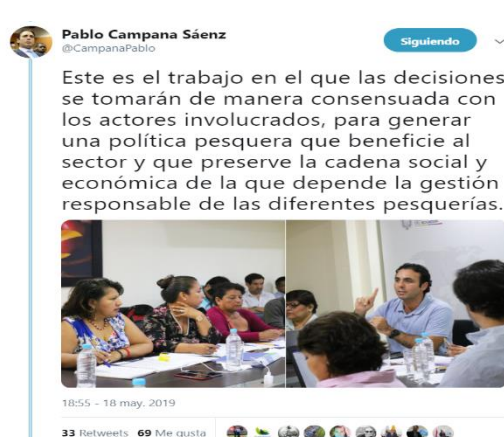 Pablo Campana Sáenz
@CampanaPablo
Siguiendo
Este es el trabajo en el que las decisiones
se tomarán de manera consensuada con
los actores involucrados, para generar
una política pesquera que beneficie al
sector y que preserve la cadena social y
económica de la que depende la gestión
responsable de las diferentes pesquerías.
18:55 - 18 may. 2019
33 Retweets 69 Me gusta